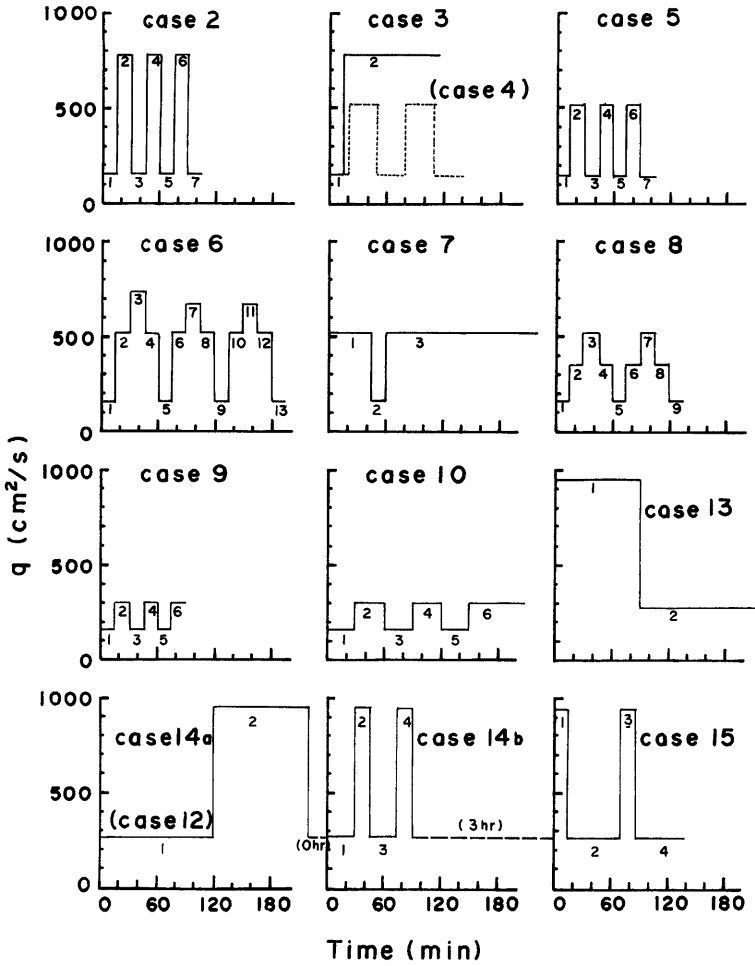 case 2
case 3
case 5
1000
500
0
2 4 6
1 3 5 7
2
(case 4)
1
2 4 6
1 3 5 7
case 6
case 7
case 8
1000
500
0
3 7 11
2 4 6 8 10 12
1 5 9 13
1 3
2
3 7
2 4 6 8
1 5 9
q (cm2/s)
case 9
case 10
case 13
1000
500
0
2 4 6
1 3 5
2 4 6
1 3 5
1
2
case14a
case 14b
case 15
1000
500
0
2
(case12)
1
(0hr)
2 4
1 3
(3hr)
1 3
2 4
0 60 120 180
0 60 120 180
0 60 120 180
Time (min)